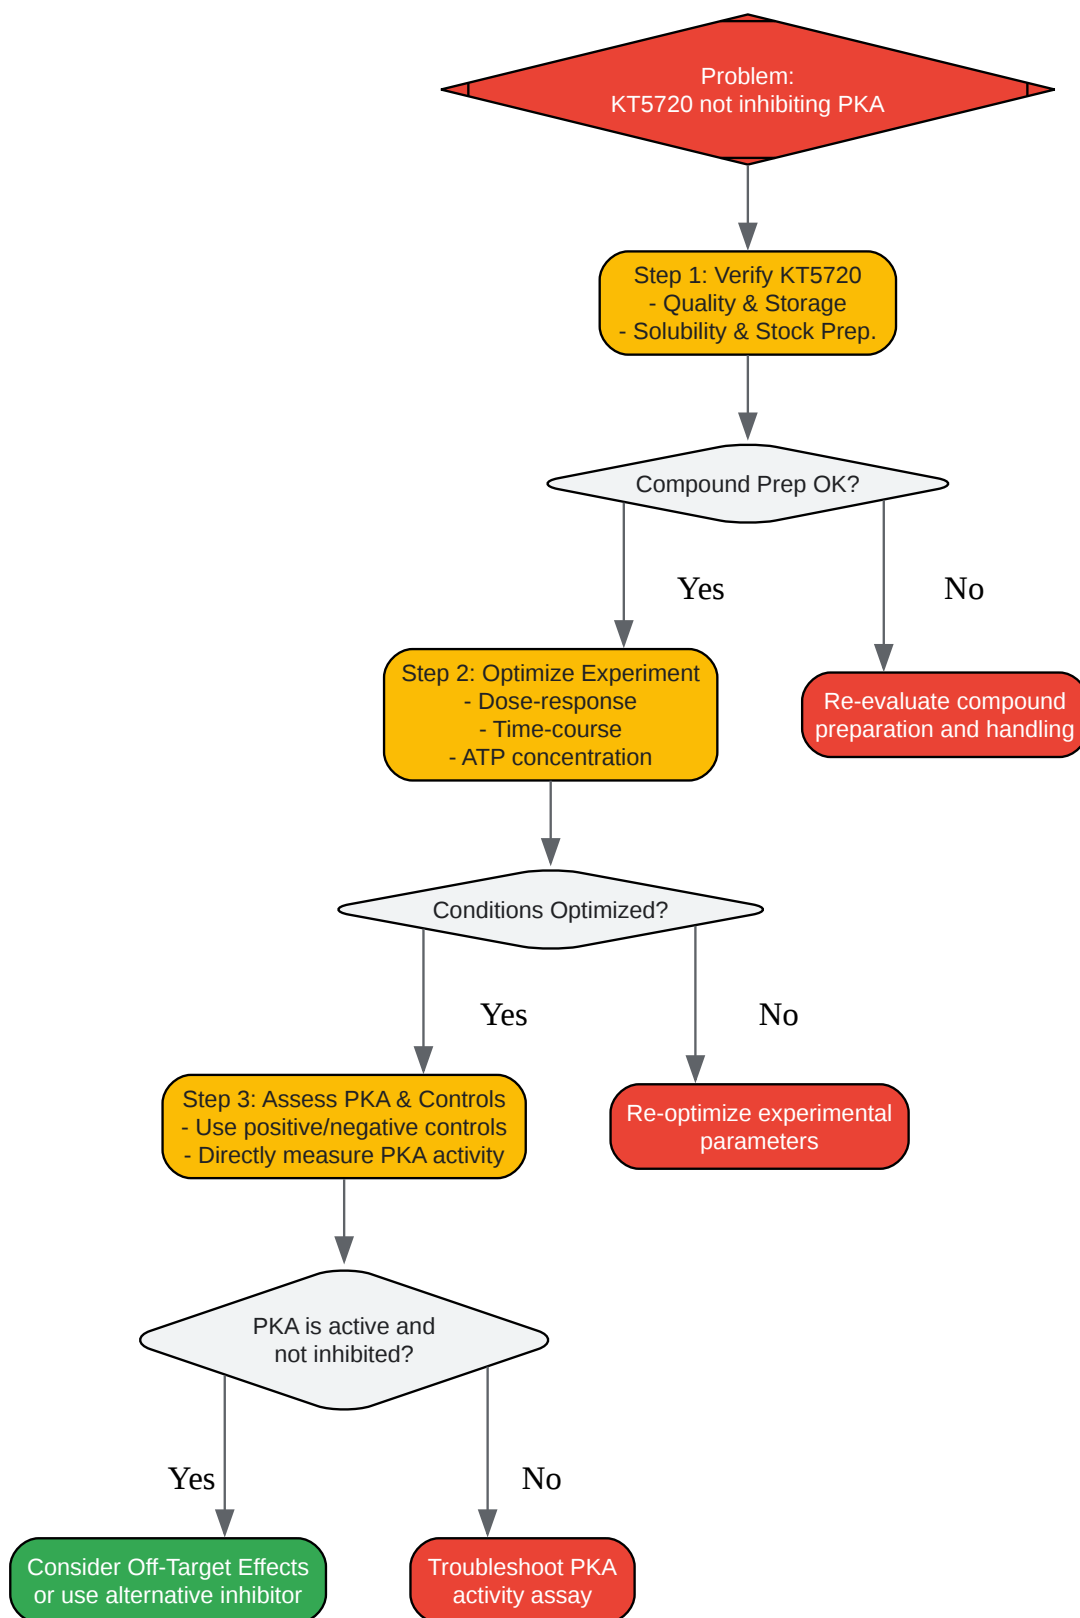 Problem:
KT5720 not inhibiting PKA
Step 1: Verify KT5720
- Quality & Storage
- Solubility & Stock Prep.
Compound Prep OK?
Yes
No
Step 2: Optimize Experiment
- Dose-response
- Time-course
- ATP concentration
Re-evaluate compound
preparation and handling
Conditions Optimized?
Yes
No
Step 3: Assess PKA & Controls
- Use positive/negative controls
- Directly measure PKA activity
Re-optimize experimental
parameters
PKA is active and
not inhibited?
Yes
No
Consider Off-Target Effects
or use alternative inhibitor
Troubleshoot PKA
activity assay